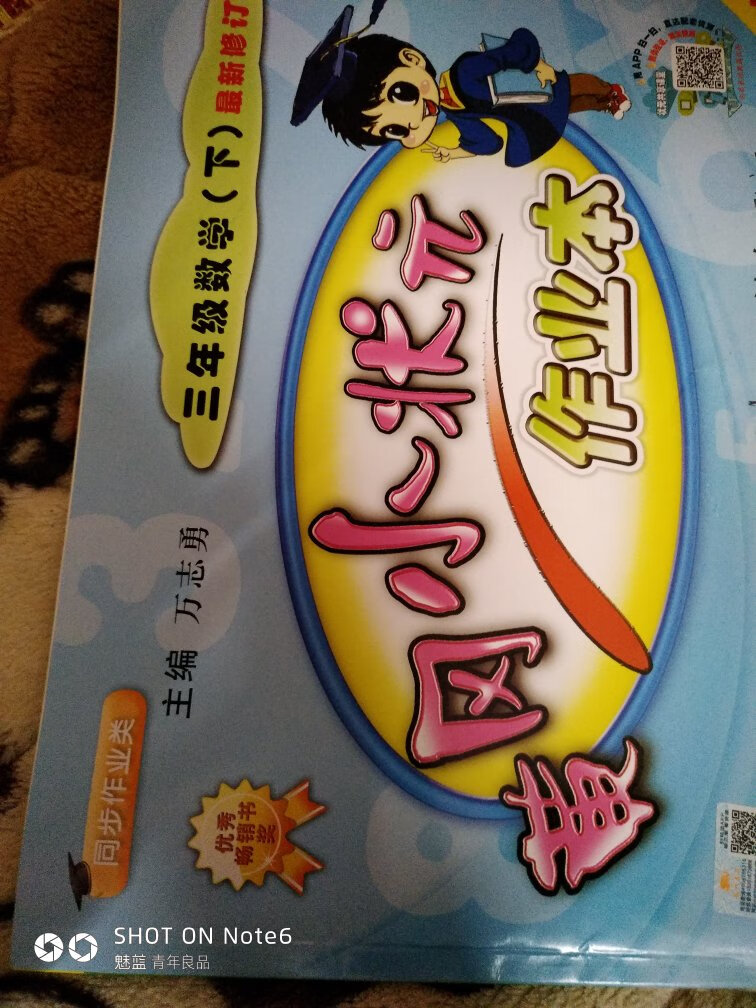 同步作业类
优秀
畅销书
奖
三年级数学(下)最新修订
主编 万志勇
黄冈小状元
作业本
SHOT ON Note6
魅蓝 青年良品